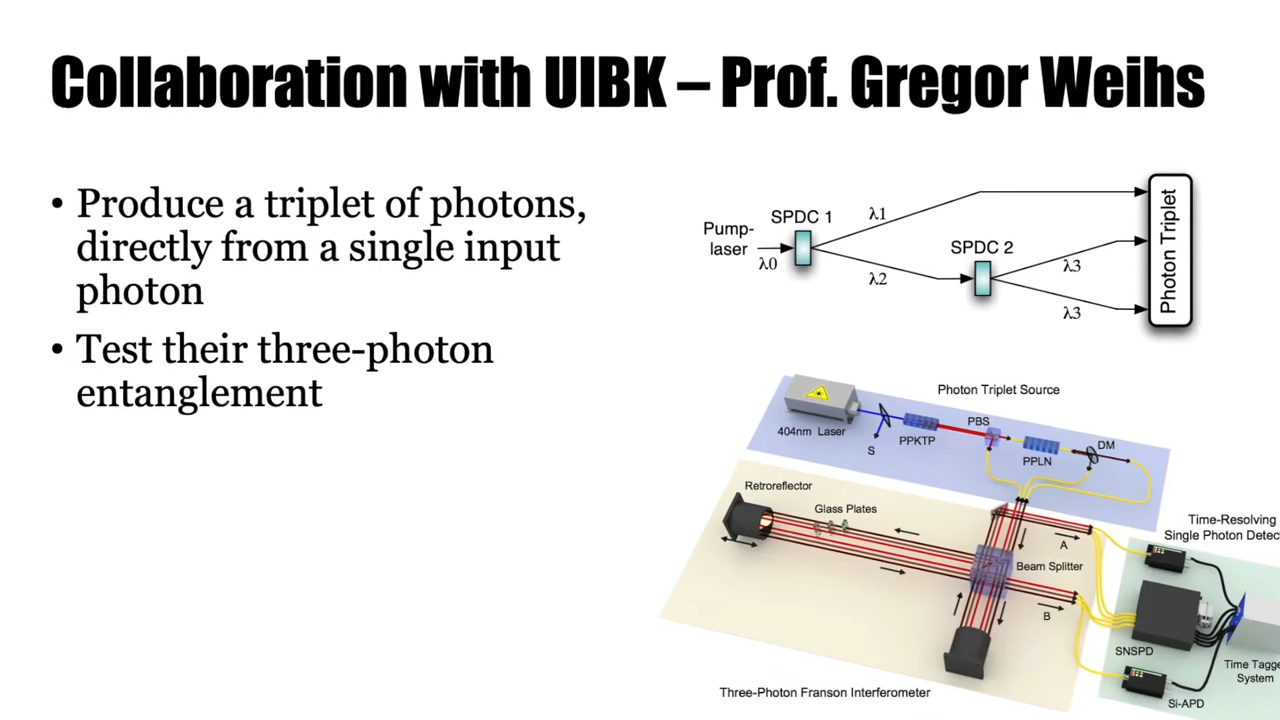 Collaboration with UIBK – Prof. Gregor Weihs
• Produce a triplet of photons,
directly from a single input
photon
• Test their three-photon
entanglement
Pump-
laser
λ0
SPDC 1
λ1
λ2
SPDC 2
λ3
λ3
Photon Triplet
Photon Triplet Source
404nm Laser
S
PPKTP
PBS
PPLN
DM
Retroreflector
Glass Plates
A
Beam Splitter
B
Three-Photon Franson Interferometer
Time-Resolving
Single Photon Detec
SNSPD
Si-APD
Time Tagge
System